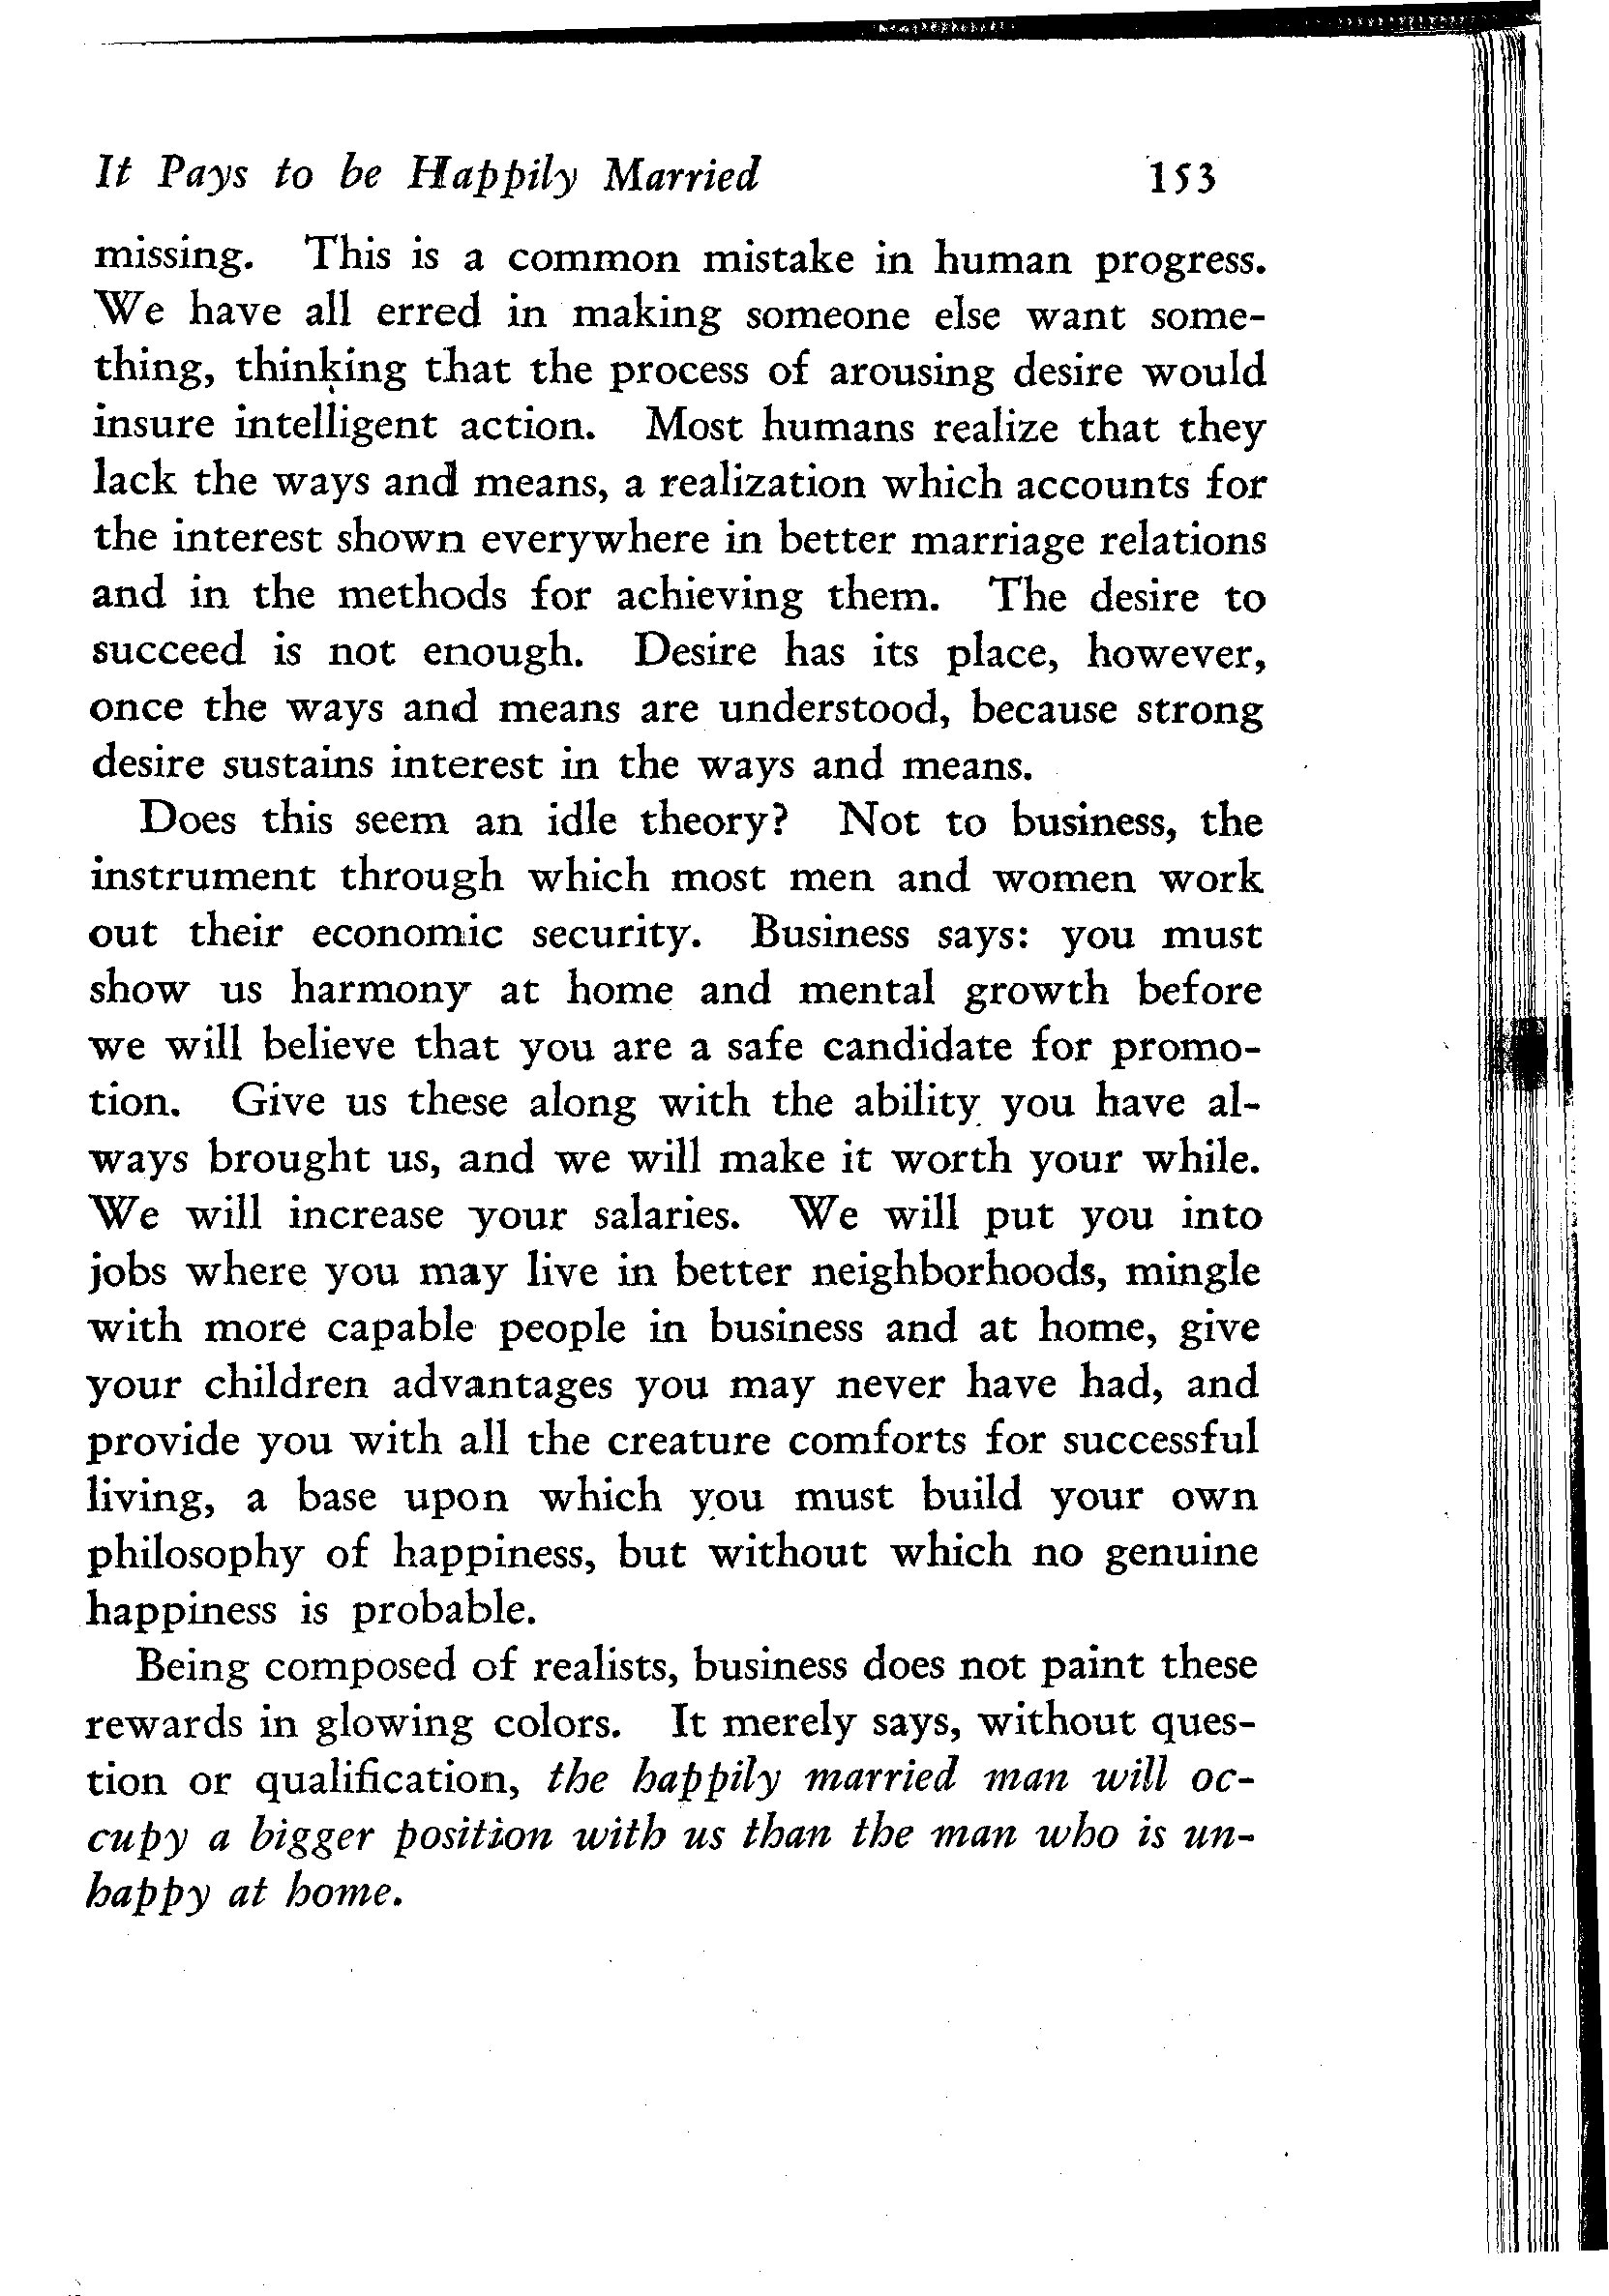 It Pays to be Happily Married 153
missing. This is a common mistake in human progress.
We have all erred in making someone else want some-
thing, thinking that the process of arousing desire would
insure intelligent action. Most humans realize that they
lack the ways and means, a realization which accounts for
the interest shown everywhere in better marriage relations
and in the methods for achieving them. The desire to
succeed is not enough. Desire has its place, however,
once the ways and means are understood, because strong
desire sustains interest in the ways and means.
Does this seem an idle theory? Not to business, the
instrument through which most men and women work
out their economic security. Business says: you must
show us harmony at home and mental growth before
we will believe that you are a safe candidate for promo-
tion. Give us these along with the ability you have al-
ways brought us, and we will make it worth your while.
We will increase your salaries. We will put you into
jobs where you may live in better neighborhoods, mingle
with more capable people in business and at home, give
your children advantages you may never have had, and
provide you with all the creature comforts for successful
living, a base upon which you must build your own
philosophy of happiness, but without which no genuine
happiness is probable.
Being composed of realists, business does not paint these
rewards in glowing colors. It merely says, without ques-
tion or qualification, the happily married man will oc-
cupy a bigger position with us than the man who is un-
happy at home.